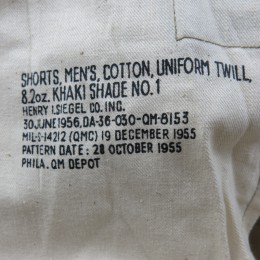 SHORTS, MEN'S, COTTON, UNIFORM TWILL,
8.2oz. KHAKI SHADE NO.1
HENRY I.SIEGEL CO. INC.
30 JUNE 1956, DA-36-030-QM-8153
MIL-S-14212 (QMC) 19 DECEMBER 1955
PATTERN DATE: 28 OCTOBER 1955
PHILA. QM DEPOT